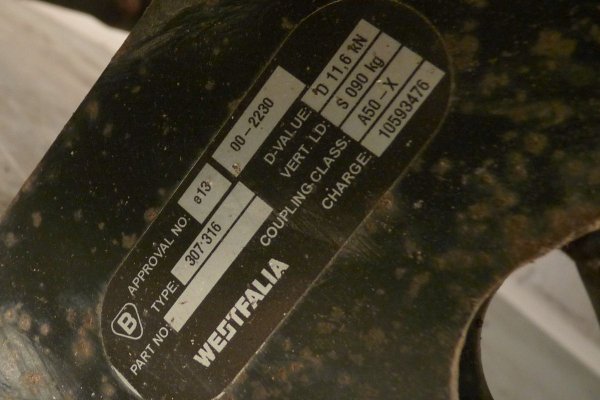 APPROVAL NO. e13 00-2230
TYPE: 307-316
PART NO.: -
D-VALUE: D 11,6 kN
VERT. LD: S 090 kg
COUPLING CLASS: A50-X
CHARGE: 10593476
B
WESTFALIA